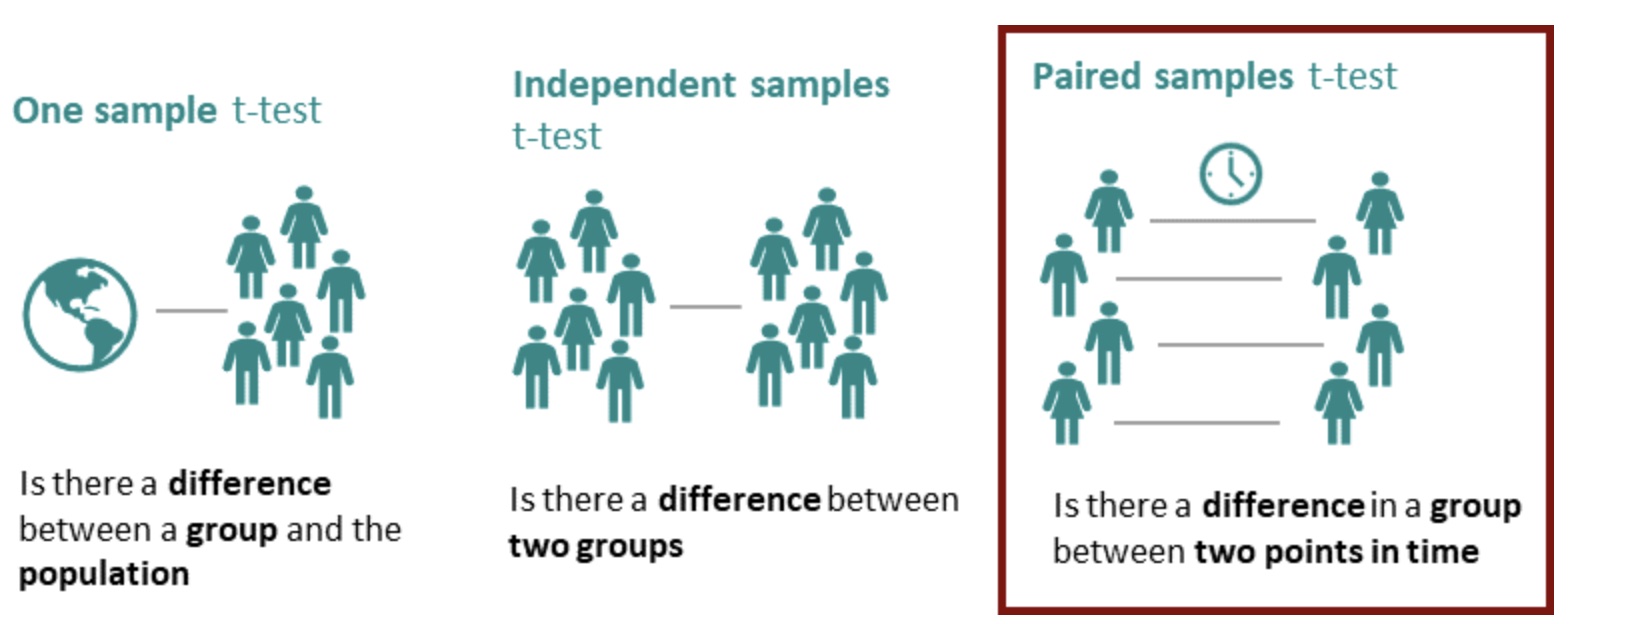 One sample t-test
Is there a difference
between a group and the
population
Independent samples
t-test
Is there a difference between
two groups
Paired samples t-test
Is there a difference in a group
between two points in time